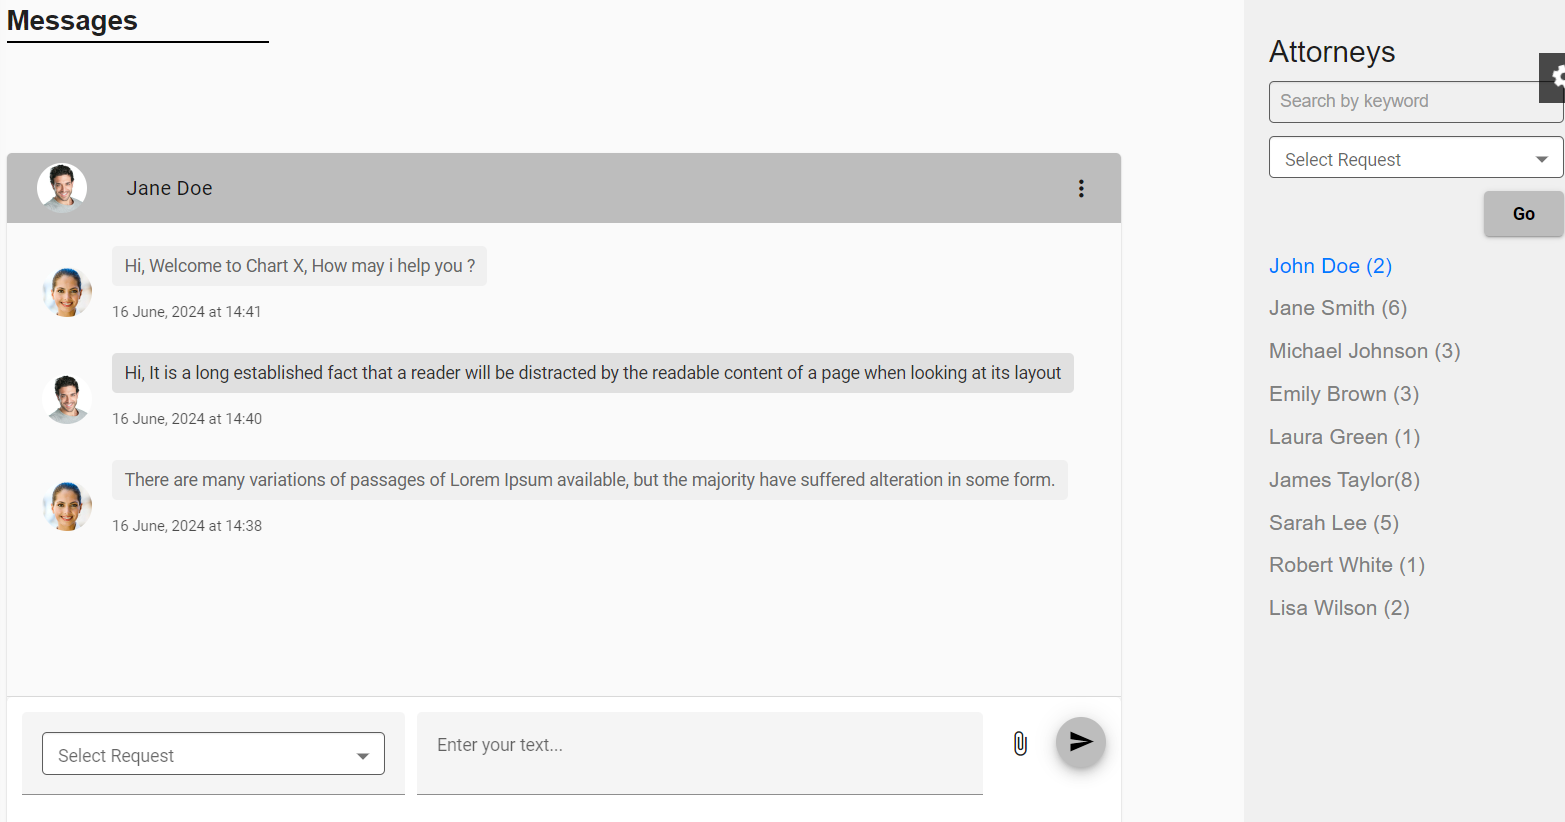 Messages
Jane Doe
Hi, Welcome to Chart X, How may i help you ?
16 June, 2024 at 14:41
Hi, It is a long established fact that a reader will be distracted by the readable content of a page when looking at its layout
16 June, 2024 at 14:40
There are many variations of passages of Lorem Ipsum available, but the majority have suffered alteration in some form.
16 June, 2024 at 14:38
Select Request
Enter your text...
Attorneys
Search by keyword
Select Request
Go
John Doe (2)
Jane Smith (6)
Michael Johnson (3)
Emily Brown (3)
Laura Green (1)
James Taylor(8)
Sarah Lee (5)
Robert White (1)
Lisa Wilson (2)